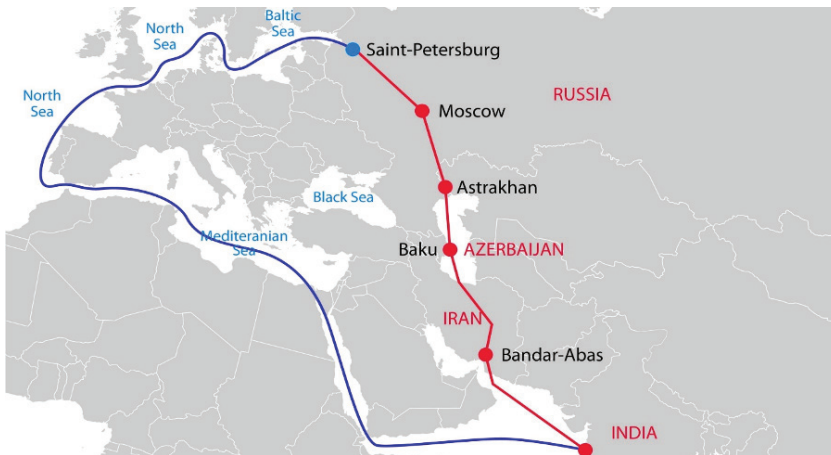 North
Sea
Baltic
Sea
Saint-Petersburg
North
Sea
RUSSIA
Moscow
Astrakhan
Black Sea
Mediteranian
Sea
Baku
AZERBAIJAN
IRAN
Bandar-Abas
INDIA